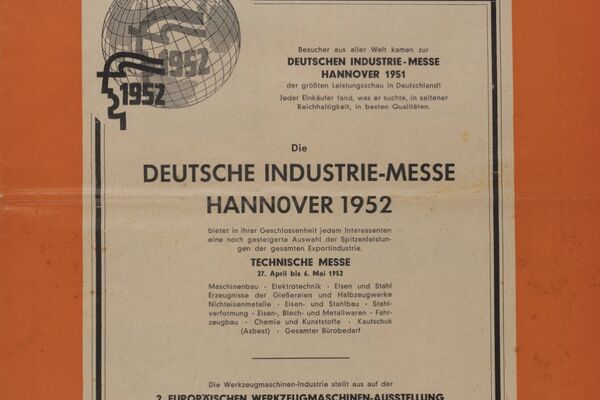 1952
1952
Besucher aus aller Welt kamen zur
DEUTSCHEN INDUSTRIE-MESSE
HANNOVER 1951
der größten Leistungsschau in Deutschland!
Jeder Einkäufer fand, was er suchte, in seltener
Reichhaltigkeit, in besten Qualitäten.
Die
DEUTSCHE INDUSTRIE-MESSE
HANNOVER 1952
bietet in ihrer Geschlossenheit jedem Interessenten
eine noch gesteigerte Auswahl der Spitzenleistun-
gen der gesamten Exportindustrie.
TECHNISCHE MESSE
27. April bis 6. Mai 1952
Maschinenbau · Elektrotechnik · Eisen und Stahl
Erzeugnisse der Gießereien und Halbzeugwerke
Nichteisenmetalle · Eisen- und Stahlbau · Stahl-
verformung · Eisen-, Blech- und Metallwaren · Fahr-
zeugbau · Chemie und Kunststoffe · Kautschuk
(Asbest) · Gesamter Bürobedarf
Die Werkzeugmaschinen-Industrie stellt aus auf der
2. EUROPÄISCHEN WERKZEUGMASCHINEN-AUSSTELLUNG